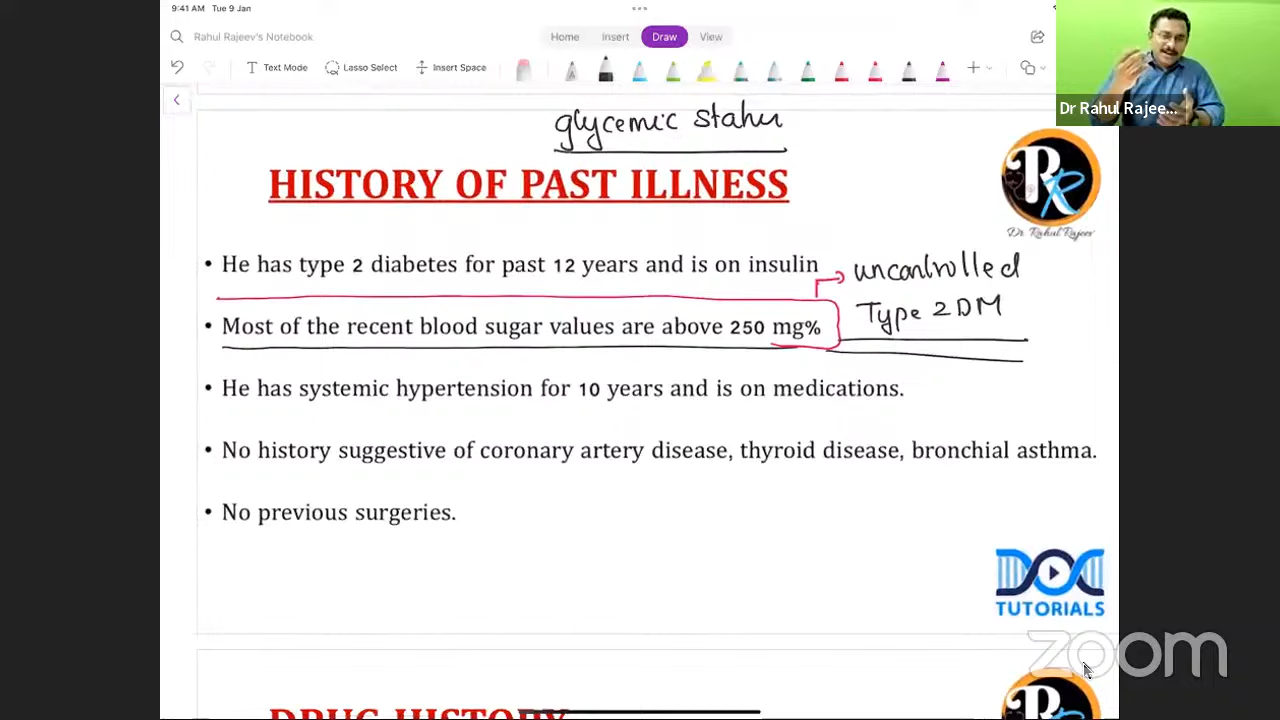 9:41 AM Tue 9 Jan
Rahul Rajeev's Notebook
Home Insert Draw View
Text Mode Lasso Select Insert Space
Dr Rahul Rajee...
glycemic status
HISTORY OF PAST ILLNESS
PR
Dr Rahul Rajeev
• He has type 2 diabetes for past 12 years and is on insulin
uncontrolled
Type 2 DM
• Most of the recent blood sugar values are above 250 mg%
• He has systemic hypertension for 10 years and is on medications.
• No history suggestive of coronary artery disease, thyroid disease, bronchial asthma.
• No previous surgeries.
TUTORIALS
zoom
DRUG HISTORY